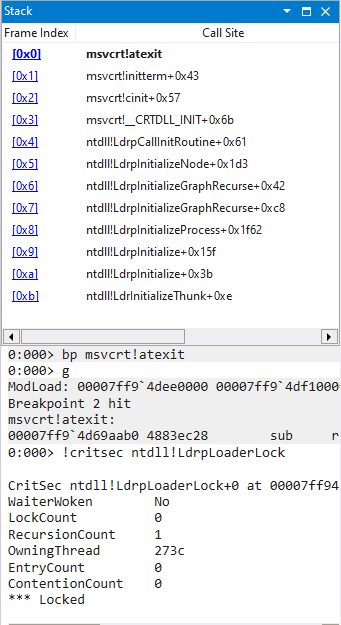 Stack
Frame Index Call Site
[0x0] msvcrt!atexit
[0x1] msvcrt!initterm+0x43
[0x2] msvcrt!cinit+0x57
[0x3] msvcrt!__CRTDLL_INIT+0x6b
[0x4] ntdll!LdrpCallInitRoutine+0x61
[0x5] ntdll!LdrpInitializeNode+0x1d3
[0x6] ntdll!LdrpInitializeGraphRecurse+0x42
[0x7] ntdll!LdrpInitializeGraphRecurse+0xc8
[0x8] ntdll!LdrpInitializeProcess+0x1f62
[0x9] ntdll!LdrpInitialize+0x15f
[0xa] ntdll!LdrpInitialize+0x3b
[0xb] ntdll!LdrInitializeThunk+0xe
0:000> bp msvcrt!atexit
0:000> g
ModLoad: 00007ff9`4dee0000 00007ff9`4df1000
Breakpoint 2 hit
msvcrt!atexit:
00007ff9`4d69aab0 4883ec28 sub r
0:000> !critsec ntdll!LdrpLoaderLock
CritSec ntdll!LdrpLoaderLock+0 at 00007ff94
WaiterWoken No
LockCount 0
RecursionCount 1
OwningThread 273c
EntryCount 0
ContentionCount 0
*** Locked